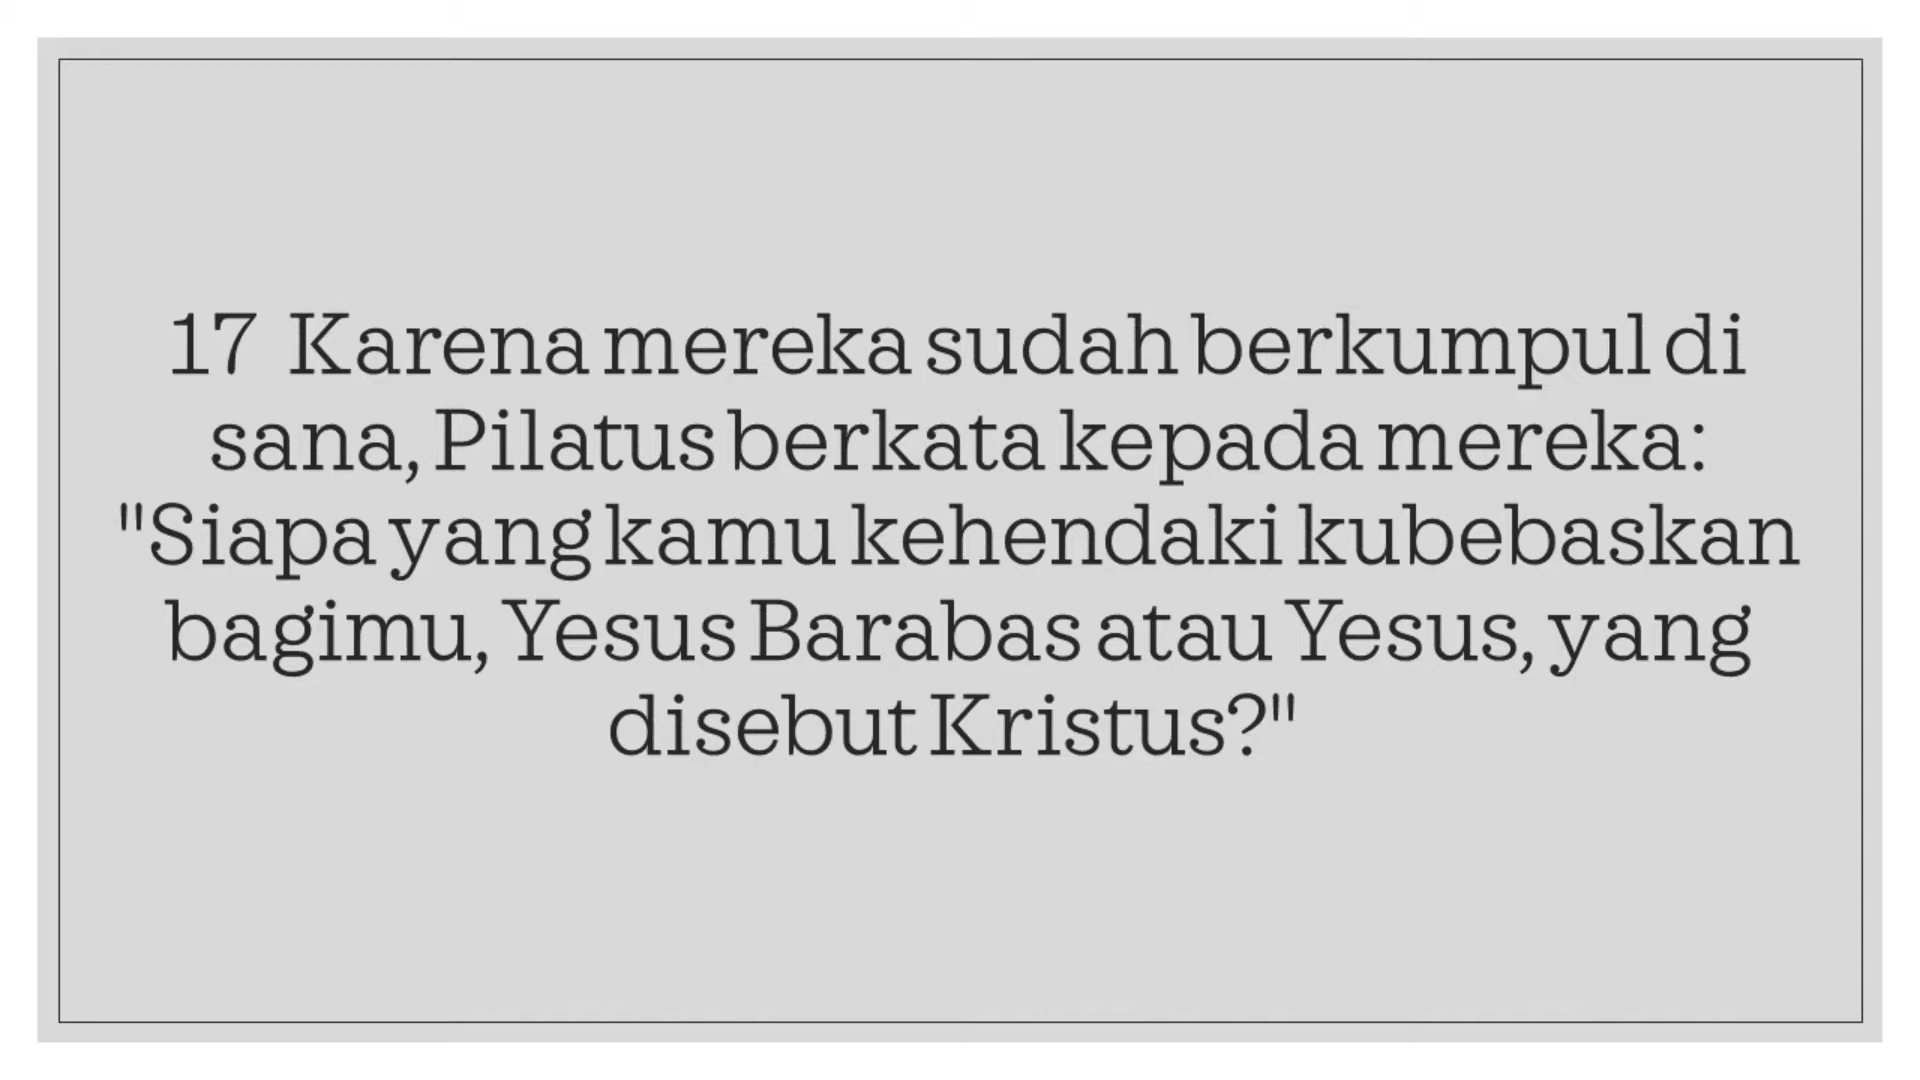 17 Karena mereka sudah berkumpul di
sana, Pilatus berkata kepada mereka:
"Siapa yang kamu kehendaki kubebaskan
bagimu, Yesus Barabas atau Yesus, yang
disebut Kristus?"